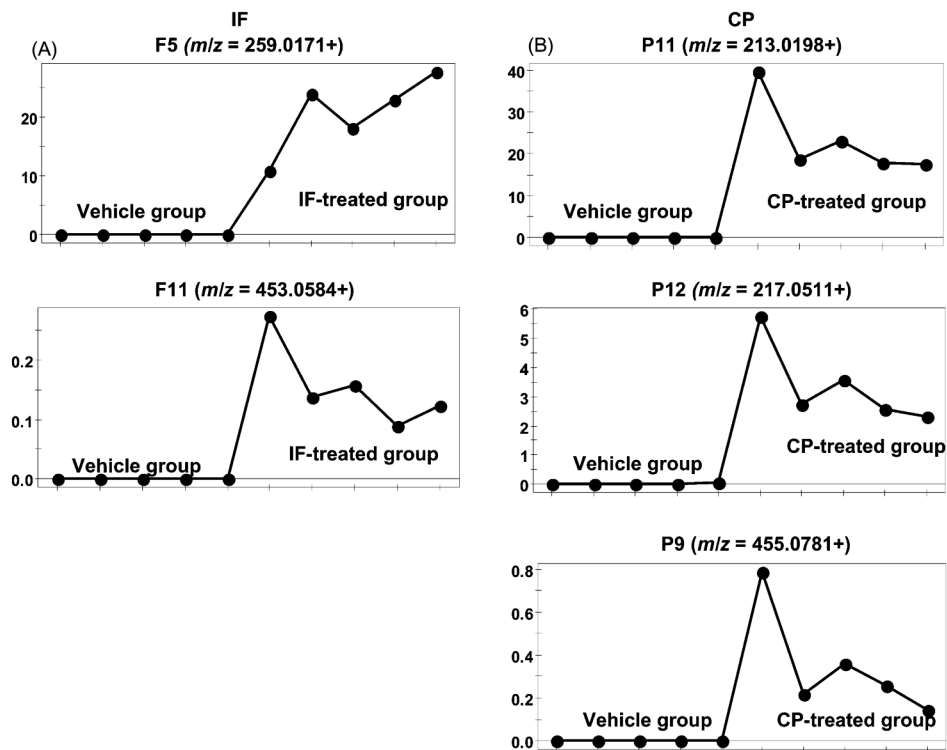 IF
(A)
F5 (m/z = 259.0171+)
20
10
0
Vehicle group
IF-treated group
F11 (m/z = 453.0584+)
0.2
0.1
0.0
Vehicle group
IF-treated group
CP
(B)
P11 (m/z = 213.0198+)
40
30
20
10
0
Vehicle group
CP-treated group
P12 (m/z = 217.0511+)
6
5
4
3
2
1
0
Vehicle group
CP-treated group
P9 (m/z = 455.0781+)
0.8
0.6
0.4
0.2
0.0
Vehicle group
CP-treated group